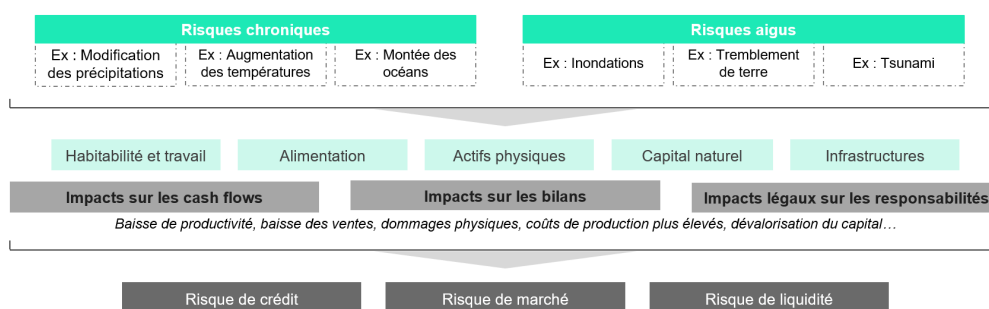 Risques chroniques
Risques aigus
Ex : Modification
des précipitations
Ex : Augmentation
des températures
Ex : Montée des
océans
Ex : Inondations
Ex : Tremblement
de terre
Ex : Tsunami
Habitabilité et travail
Alimentation
Actifs physiques
Capital naturel
Infrastructures
Impacts sur les cash flows
Impacts sur les bilans
Impacts légaux sur les responsabilités
Baisse de productivité, baisse des ventes, dommages physiques, coûts de production plus élevés, dévalorisation du capital…
Risque de crédit
Risque de marché
Risque de liquidité